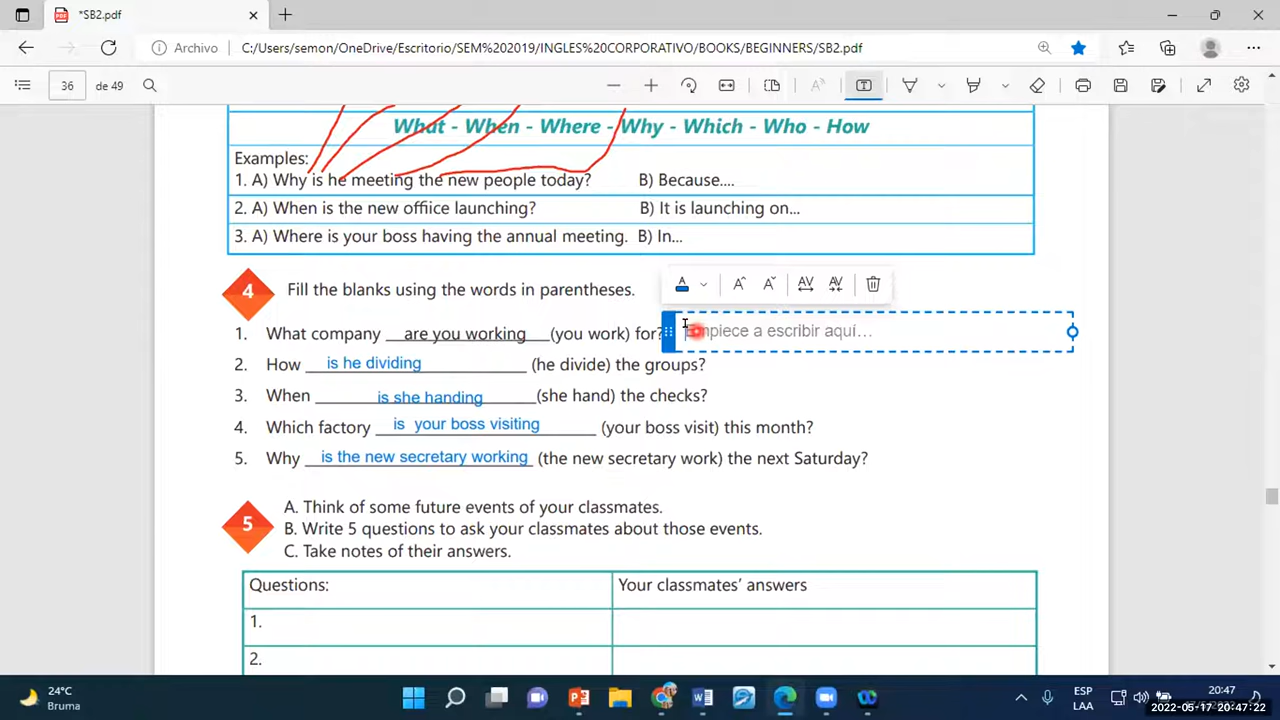 *SB2.pdf
Archivo
C:/Users/semon/OneDrive/Escritorio/SEM%202019/INGLES%20CORPORATIVO/BOOKS/BEGINNERS/SB2.pdf
36 de 49
What - When - Where - Why - Which - Who - How
Examples:
1. A) Why is he meeting the new people today? B) Because....
2. A) When is the new office launching? B) It is launching on...
3. A) Where is your boss having the annual meeting. B) In...
4 Fill the blanks using the words in parentheses.
1. What company __are you working__ (you work) for?
Empiece a escribir aquí...
2. How is he dividing (he divide) the groups?
3. When is she handing (she hand) the checks?
4. Which factory is your boss visiting (your boss visit) this month?
5. Why is the new secretary working (the new secretary work) the next Saturday?
5 A. Think of some future events of your classmates.
B. Write 5 questions to ask your classmates about those events.
C. Take notes of their answers.
Questions: Your classmates' answers
1.
2.
24°C
Bruma
ESP
LAA
20:47
2022-05-17 20:47:22